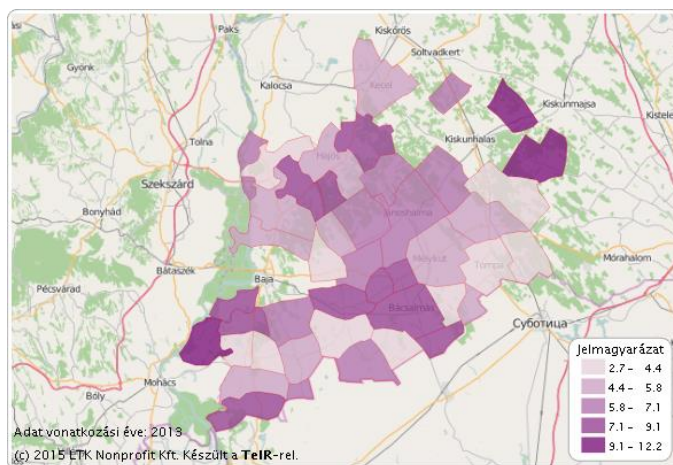 Paks
Kiskőrös
Soltvadkert
Gyönk
Kecel
Kalocsa
Kiskunmajsa
Kistele
Tolna
Kiskunhalas
Hajós
Szekszárd
Bonyhád
Jánoshalma
Mélykút
Tompa
Mórahalom
Bátaszék
Baja
Pécsvárad
Bácsalmás
Суботица
Mohács
Bóly
Jelmagyarázat
2.7 - 4.4
4.4 - 5.8
5.8 - 7.1
7.1 - 9.1
9.1 - 12.2
Adat vonatkozási éve: 2013
(c) 2015 LTK Nonprofit Kft. Készült a TeIR-rel.